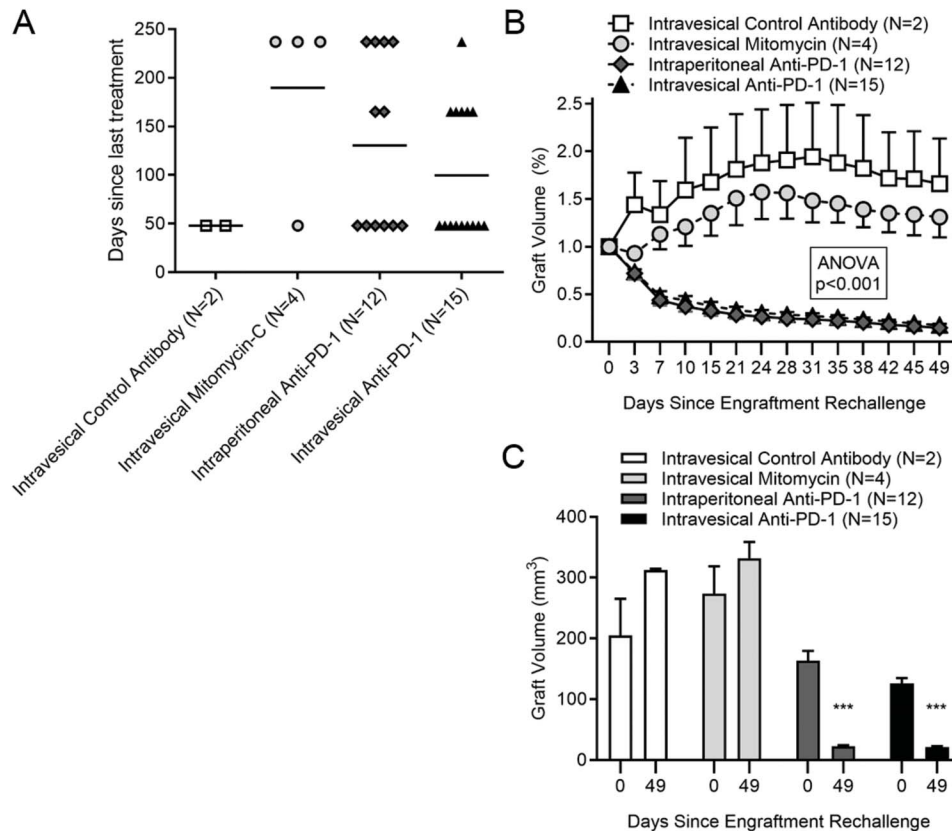 A
Days since last treatment
250
200
150
100
50
0
Intravesical Control Antibody (N=2)
Intravesical Mitomycin-C (N=4)
Intraperitoneal Anti-PD-1 (N=12)
Intravesical Anti-PD-1 (N=15)
B
Intravesical Control Antibody (N=2)
Intravesical Mitomycin (N=4)
Intraperitoneal Anti-PD-1 (N=12)
Intravesical Anti-PD-1 (N=15)
Graft Volume (%)
2.5
2.0
1.5
1.0
0.5
0.0
ANOVA
p<0.001
0 3 7 10 15 21 24 28 31 35 38 42 45 49
Days Since Engraftment Rechallenge
C
Intravesical Control Antibody (N=2)
Intravesical Mitomycin (N=4)
Intraperitoneal Anti-PD-1 (N=12)
Intravesical Anti-PD-1 (N=15)
Graft Volume (mm³)
400
300
200
100
0
*** ***
0 49 0 49 0 49 0 49
Days Since Engraftment Rechallenge